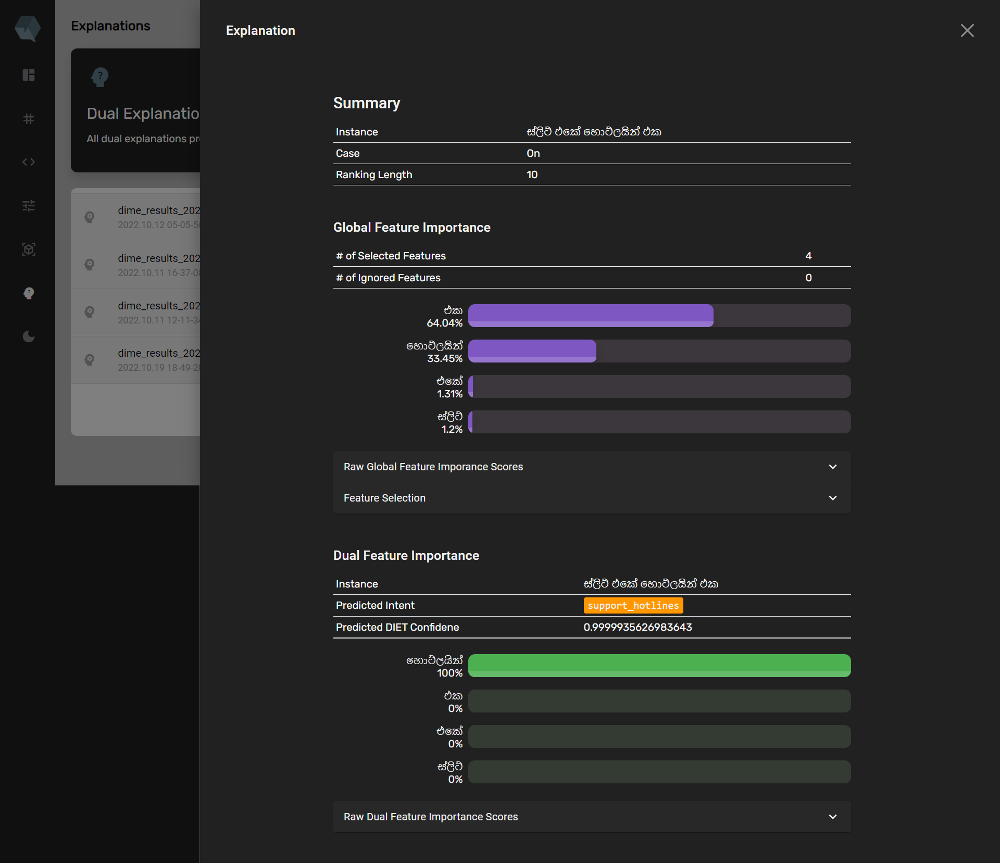 Explanations
Dual Explanatio
All dual explanations pr
dime_results_202
2022.10.12 05-05-5
dime_results_202
2022.10.11 16-37-0
dime_results_202
2022.10.11 12-11-3
dime_results_202
2022.10.19 18-49-2
Explanation
Summary
Instance ස්ලිට් එකේ හොට්ලයින් එක
Case On
Ranking Length 10
Global Feature Importance
# of Selected Features 4
# of Ignored Features 0
එක
64.04%
හොට්ලයින්
33.45%
එකේ
1.31%
ස්ලිට්
1.2%
Raw Global Feature Imporance Scores
Feature Selection
Dual Feature Importance
Instance ස්ලිට් එකේ හොට්ලයින් එක
Predicted Intent support_hotlines
Predicted DIET Confidene 0.9999935626983643
හොට්ලයින්
100%
එක
0%
එකේ
0%
ස්ලිට්
0%
Raw Dual Feature Importance Scores